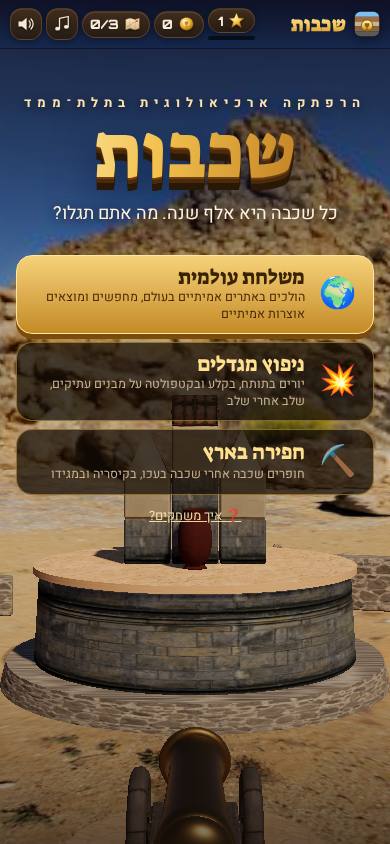 שכבות
1
0
0/3
הרפתקה ארכיאולוגית בתלת־ממד
שכבות
כל שכבה היא אלף שנה. מה אתם תגלו?
משלחת עולמית
הולכים באתרים אמיתיים בעולם, מחפשים ומוצאים
אוצרות אמיתיים
ניפוץ מגדלים
יורים בתותח, בקלע ובקטפולטה על מבנים עתיקים,
שלב אחרי שלב
חפירה בארץ
חופרים שכבה אחרי שכבה בעכו, בקיסריה ובמגידו
❓ איך משחקים?